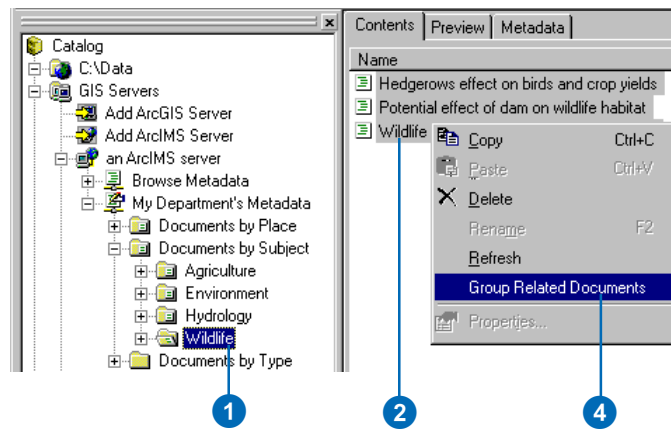 Catalog
C:\Data
GIS Servers
Add ArcGIS Server
Add ArcIMS Server
an ArcIMS server
Browse Metadata
My Department's Metadata
Documents by Place
Documents by Subject
Agriculture
Environment
Hydrology
Wildlife
Documents by Type
Contents Preview Metadata
Name
Hedgerows effect on birds and crop yields
Potential effect of dam on wildlife habitat
Wildlife
Copy Ctrl+C
Paste Ctrl+V
Delete
Rename F2
Refresh
Group Related Documents
Properties...
1 2 4